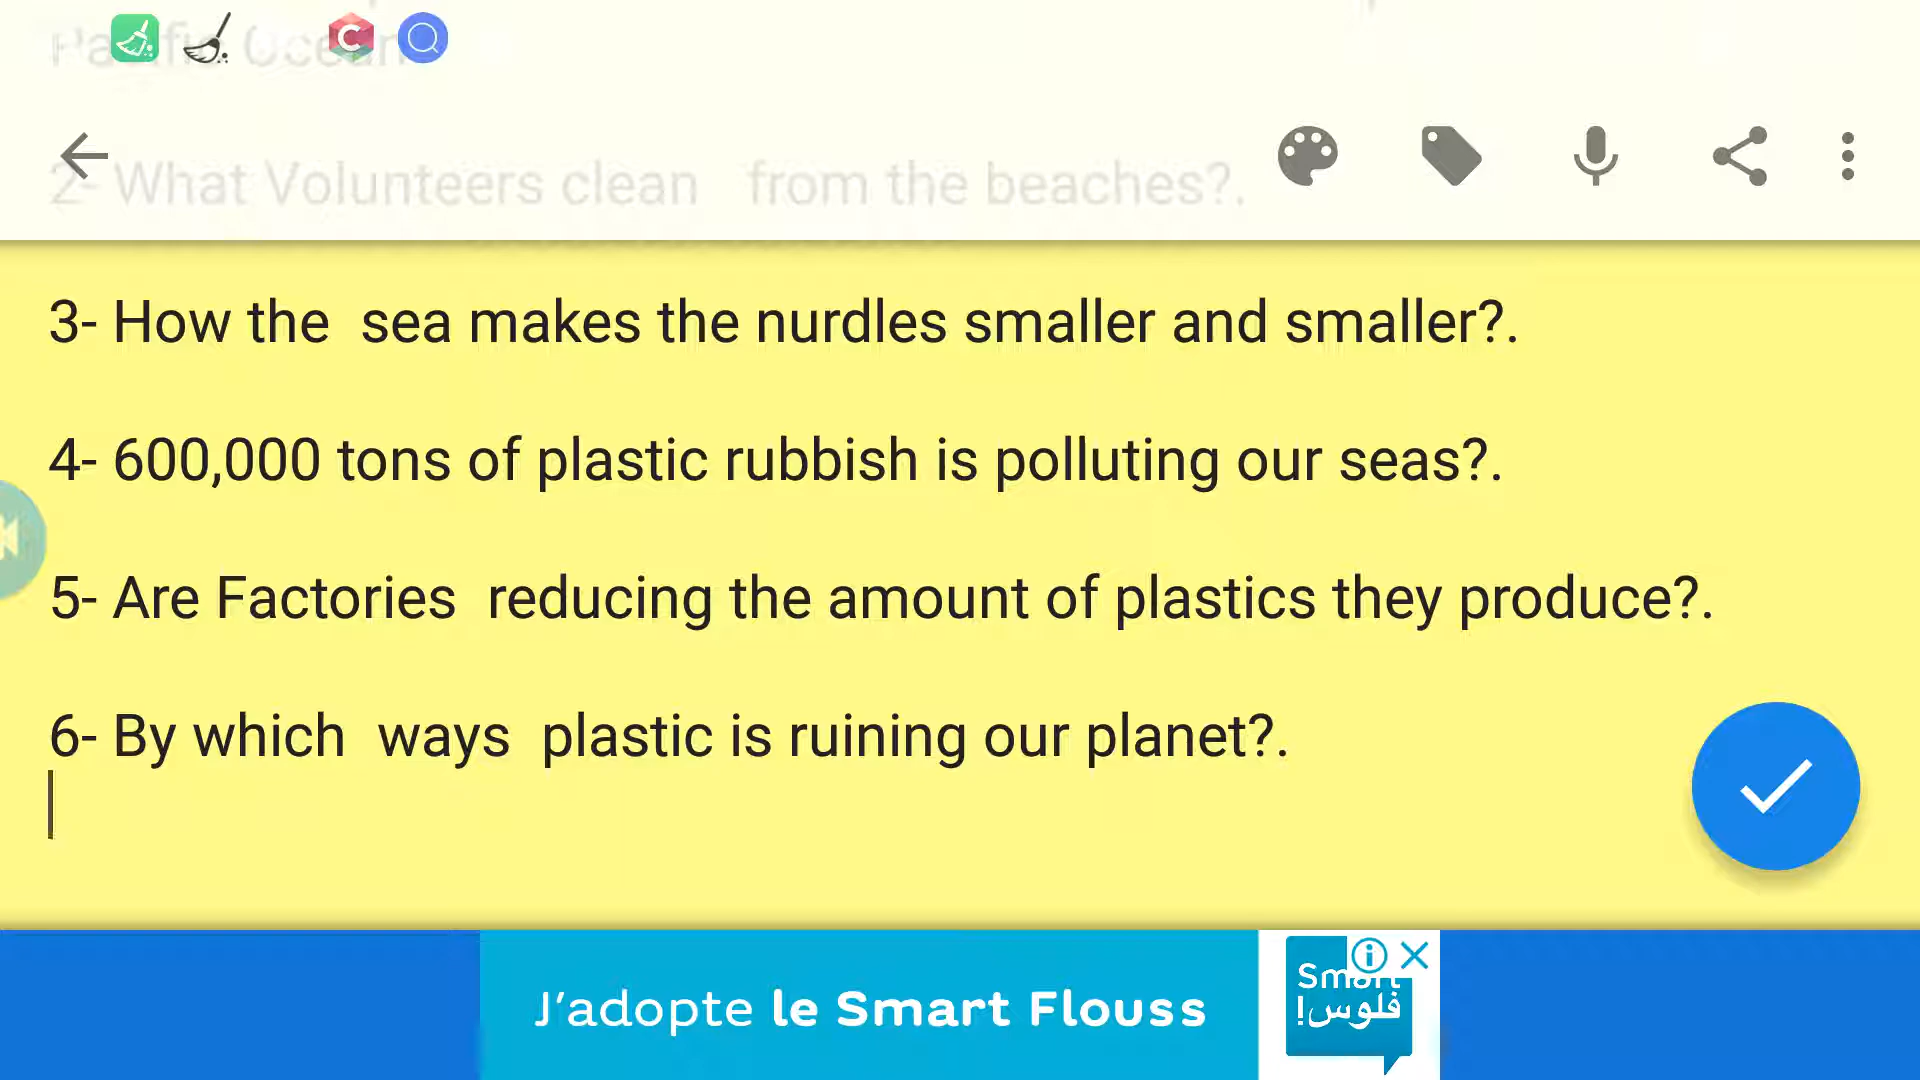 Pacific Ocean
2- What Volunteers clean from the beaches?.
3- How the sea makes the nurdles smaller and smaller?.
4- 600,000 tons of plastic rubbish is polluting our seas?.
5- Are Factories reducing the amount of plastics they produce?.
6- By which ways plastic is ruining our planet?.
J'adopte le Smart Flouss
Smart
فلوس!